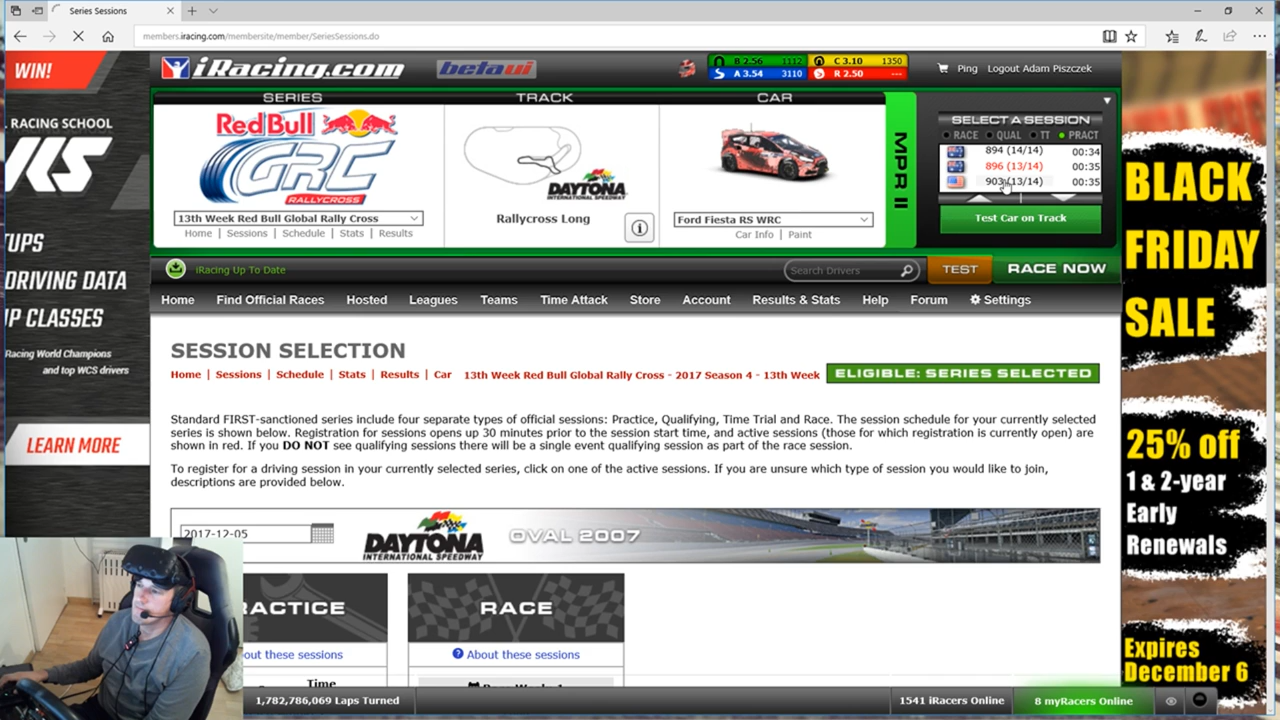 Series Sessions
members.iracing.com/membersite/member/SeriesSessions.do
WIN!
RACING SCHOOL
DRIVING DATA
Racing World Champions
and top WCS drivers
LEARN MORE
iRacing.com
betaui
B 2.56 1112
C 3.10 1350
A 3.54 3110
R 2.50 ---
Ping
Logout Adam Piszczek
SERIES
TRACK
CAR
Red Bull
GRC
RALLYCROSS
13th Week Red Bull Global Rally Cross
Home | Sessions | Schedule | Stats | Results
DAYTONA
Rallycross Long
Ford Fiesta RS WRC
Car Info | Paint
MPR II
SELECT A SESSION
RACE QUAL TT PRACT
894 (14/14) 00:34
896 (13/14) 00:35
903 (13/14) 00:35
Test Car on Track
iRacing Up To Date
Search Drivers
TEST
RACE NOW
Home Find Official Races Hosted Leagues Teams Time Attack Store Account Results & Stats Help Forum Settings
SESSION SELECTION
Home | Sessions | Schedule | Stats | Results | Car
13th Week Red Bull Global Rally Cross - 2017 Season 4 - 13th Week
ELIGIBLE: SERIES SELECTED
Standard FIRST-sanctioned series include four separate types of official sessions: Practice, Qualifying, Time Trial and Race. The session schedule for your currently selected
series is shown below. Registration for sessions opens up 30 minutes prior to the session start time, and active sessions (those for which registration is currently open) are
shown in red. If you DO NOT see qualifying sessions there will be a single event qualifying session as part of the race session.
To register for a driving session in your currently selected series, click on one of the active sessions. If you are unsure which type of session you would like to join,
descriptions are provided below.
2017-12-05
DAYTONA
INTERNATIONAL SPEEDWAY
OVAL 2007
RACTICE
RACE
out these sessions
About these sessions
Time
1,782,786,069 Laps Turned
1541 iRacers Online
8 myRacers Online
BLACK
FRIDAY
SALE
25% off
1 & 2-year
Early
Renewals
Expires
December 6